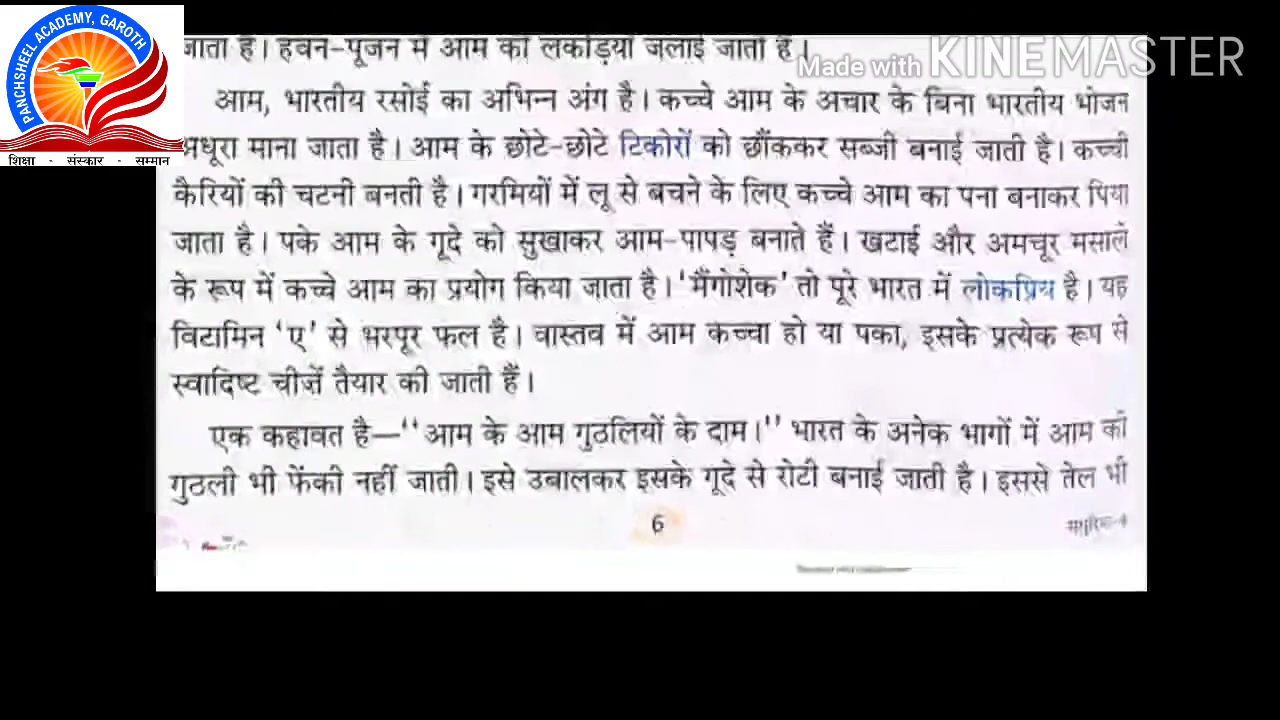 PANCHSHEEL ACADEMY, GAROTH
शिक्षा - संस्कार - सम्मान
Made with KINEMASTER
जाता है। हवन-पूजन में आम की लकड़ियाँ जलाई जाती हैं।
आम, भारतीय रसोई का अभिन्न अंग है। कच्चे आम के अचार के बिना भारतीय भोजन
अधूरा माना जाता है। आम के छोटे-छोटे टिकोरों को छौंककर सब्जी बनाई जाती है। कच्ची
कैरियों की चटनी बनती है। गरमियों में लू से बचने के लिए कच्चे आम का पना बनाकर पिया
जाता है। पके आम के गूदे को सुखाकर आम-पापड़ बनाते हैं। खटाई और अमचूर मसाले
के रूप में कच्चे आम का प्रयोग किया जाता है। 'मैंगोशेक' तो पूरे भारत में लोकप्रिय है। यह
विटामिन 'ए' से भरपूर फल है। वास्तव में आम कच्चा हो या पका, इसके प्रत्येक रूप से
स्वादिष्ट चीजें तैयार की जाती हैं।
एक कहावत है—"आम के आम गुठलियों के दाम।" भारत के अनेक भागों में आम की
गुठली भी फेंकी नहीं जाती। इसे उबालकर इसके गूदे से रोटी बनाई जाती है। इससे तेल भी
6